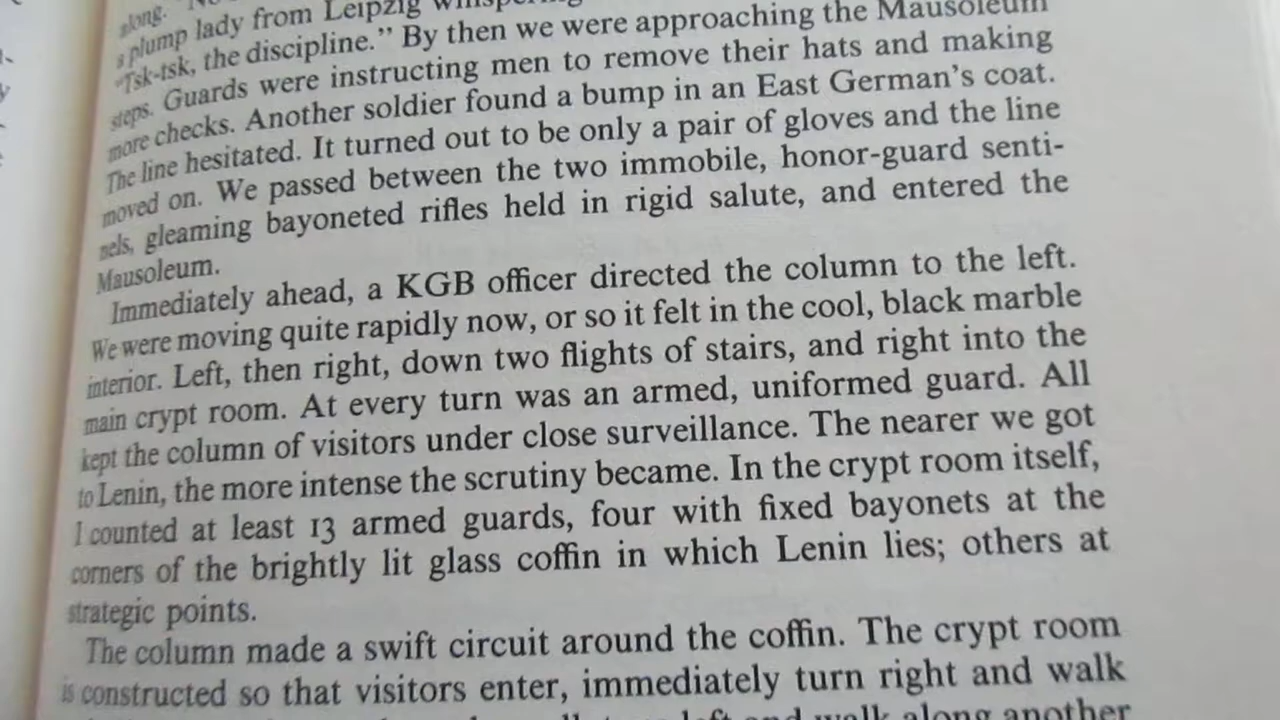 along. "No
a plump lady from Leipzig whispering
"Tsk-tsk, the discipline." By then we were approaching the Mausoleum
steps. Guards were instructing men to remove their hats and making
more checks. Another soldier found a bump in an East German's coat.
The line hesitated. It turned out to be only a pair of gloves and the line
moved on. We passed between the two immobile, honor-guard senti-
nels, gleaming bayoneted rifles held in rigid salute, and entered the
Mausoleum.
Immediately ahead, a KGB officer directed the column to the left.
We were moving quite rapidly now, or so it felt in the cool, black marble
interior. Left, then right, down two flights of stairs, and right into the
main crypt room. At every turn was an armed, uniformed guard. All
kept the column of visitors under close surveillance. The nearer we got
to Lenin, the more intense the scrutiny became. In the crypt room itself,
I counted at least 13 armed guards, four with fixed bayonets at the
corners of the brightly lit glass coffin in which Lenin lies; others at
strategic points.
The column made a swift circuit around the coffin. The crypt room
is constructed so that visitors enter, immediately turn right and walk
left and walk along another